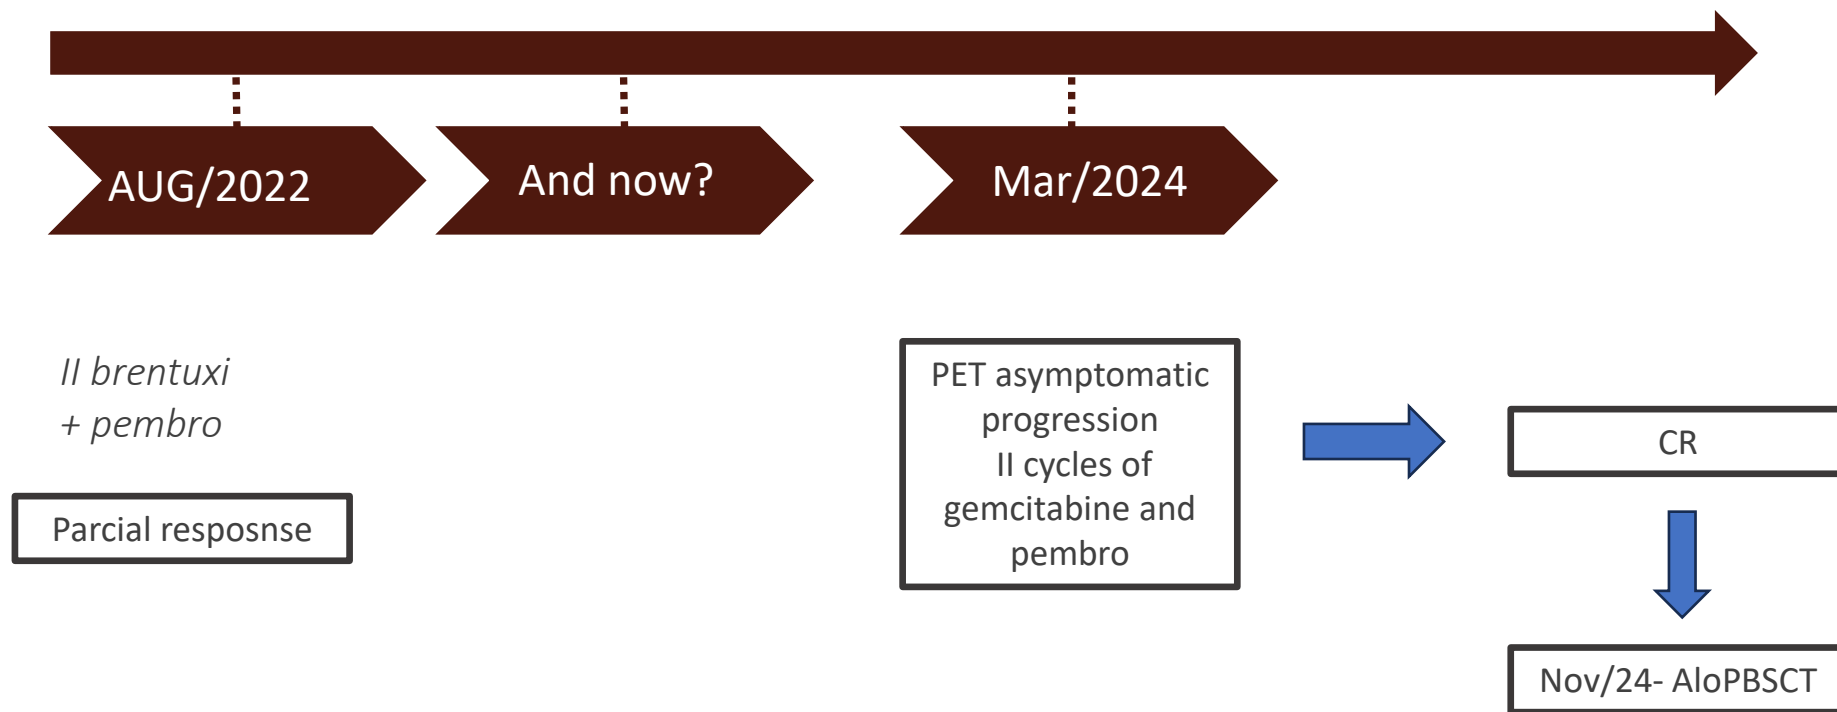 AUG/2022
And now?
Mar/2024
II brentuxi
+ pembro
Parcial resposnse
PET asymptomatic
progression
II cycles of
gemcitabine and
pembro
CR
Nov/24- AloPBSCT